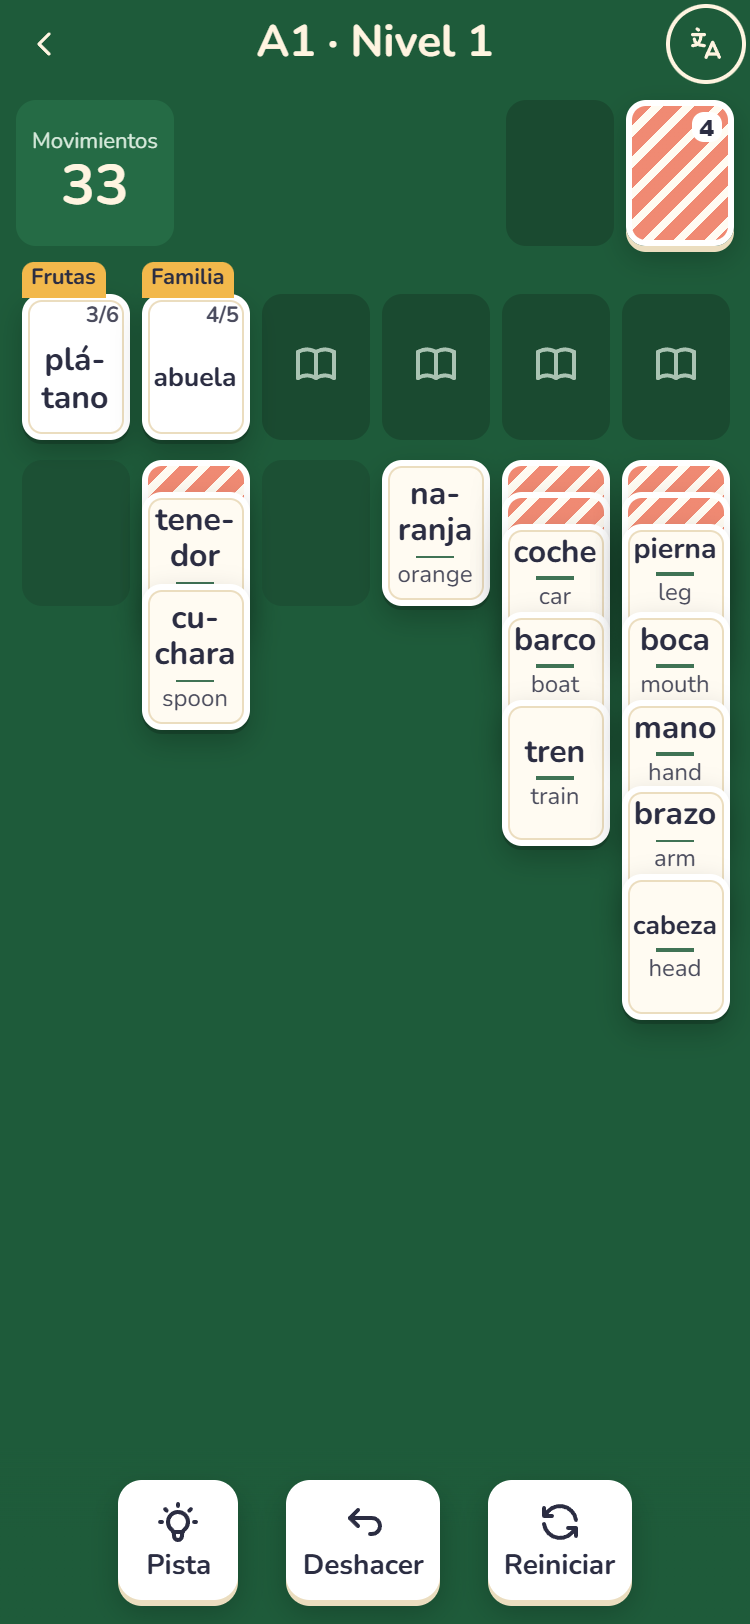 A1 · Nivel 1
Movimientos
33
4
Frutas
3/6
plá-
tano
Familia
4/5
abuela
tene-
dor
cu-
chara
spoon
na-
ranja
orange
coche
car
barco
boat
tren
train
pierna
leg
boca
mouth
mano
hand
brazo
arm
cabeza
head
Pista
Deshacer
Reiniciar